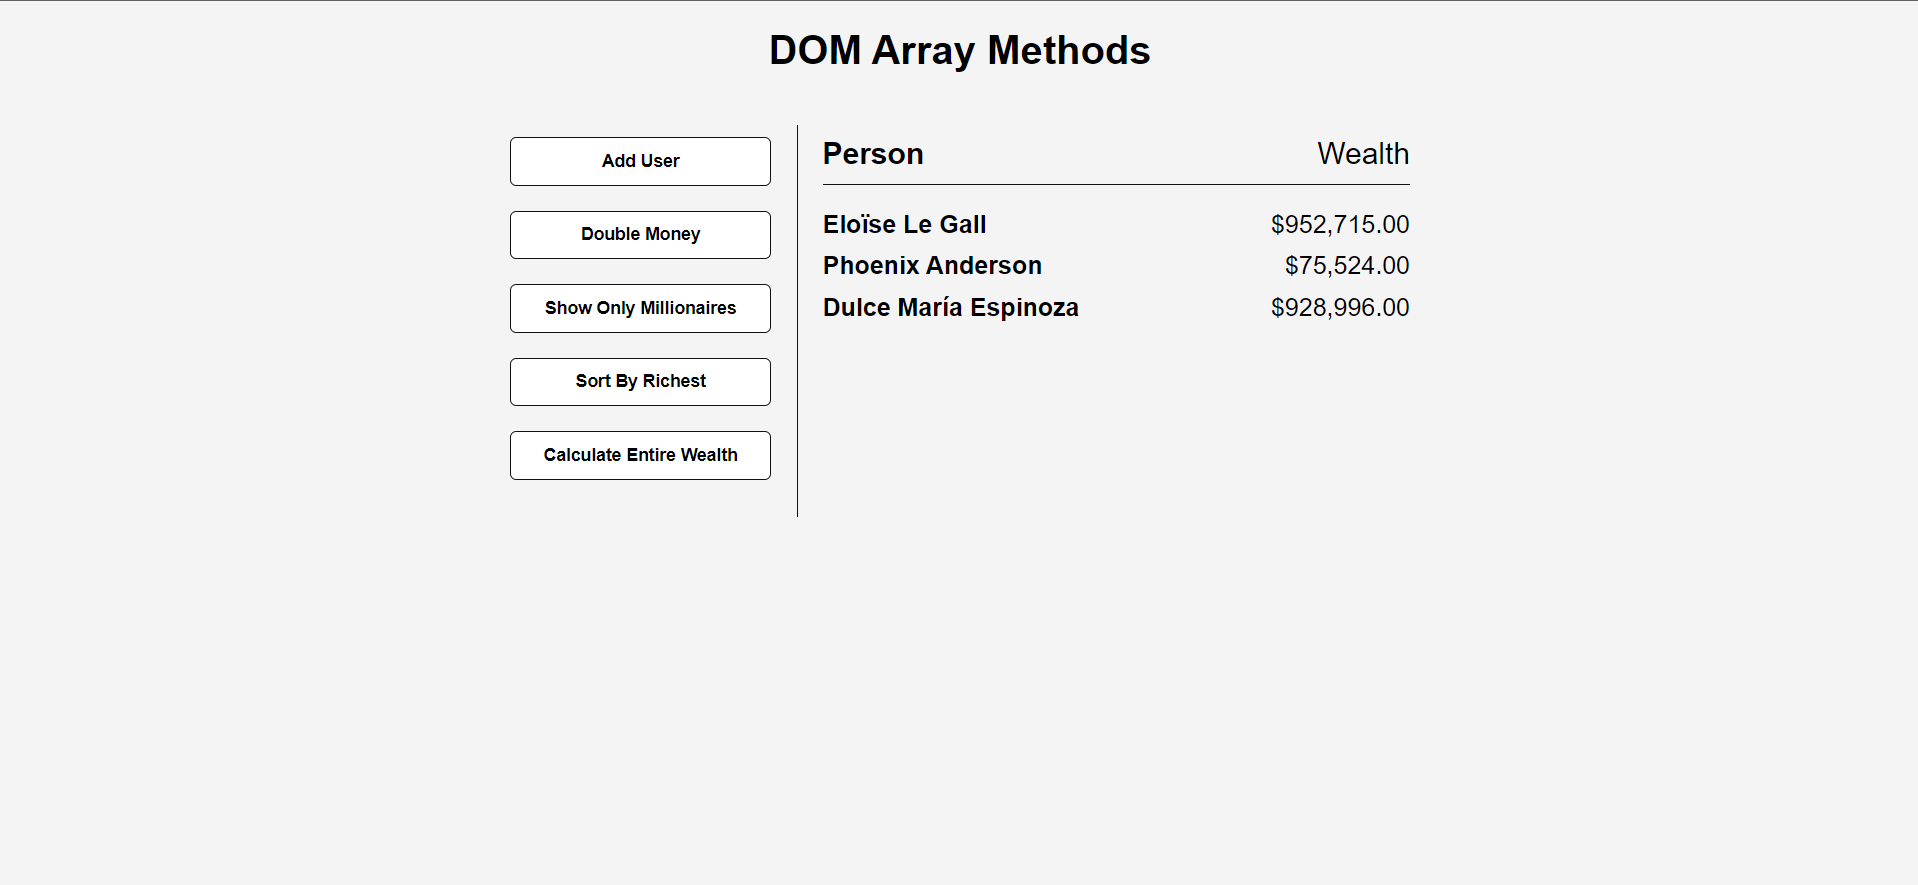 DOM Array Methods
Add User
Double Money
Show Only Millionaires
Sort By Richest
Calculate Entire Wealth
Person Wealth
Eloïse Le Gall $952,715.00
Phoenix Anderson $75,524.00
Dulce María Espinoza $928,996.00